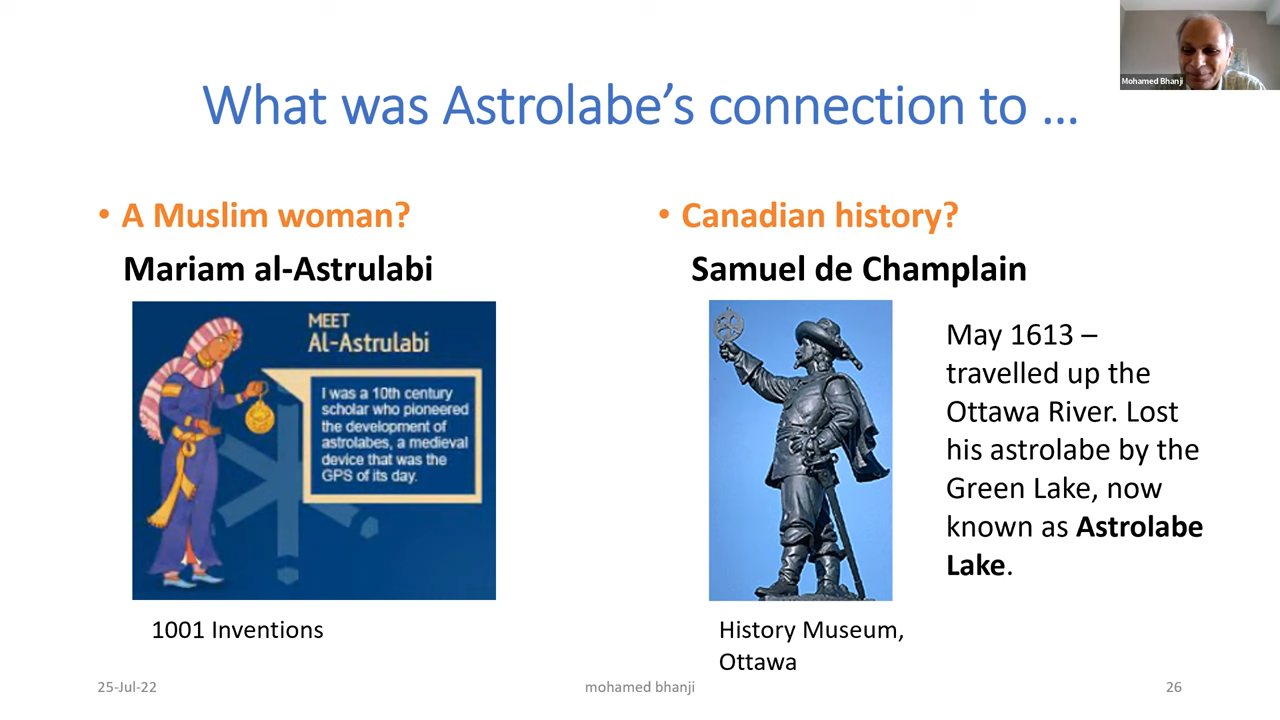 Mohamed Bhanji
What was Astrolabe’s connection to …
• A Muslim woman?
Mariam al-Astrulabi
MEET
Al-Astrulabi
I was a 10th century
scholar who pioneered
the development of
astrolabes, a medieval
device that was the
GPS of its day.
1001 Inventions
• Canadian history?
Samuel de Champlain
May 1613 –
travelled up the
Ottawa River. Lost
his astrolabe by the
Green Lake, now
known as Astrolabe
Lake.
History Museum,
Ottawa
25-Jul-22
mohamed bhanji
26